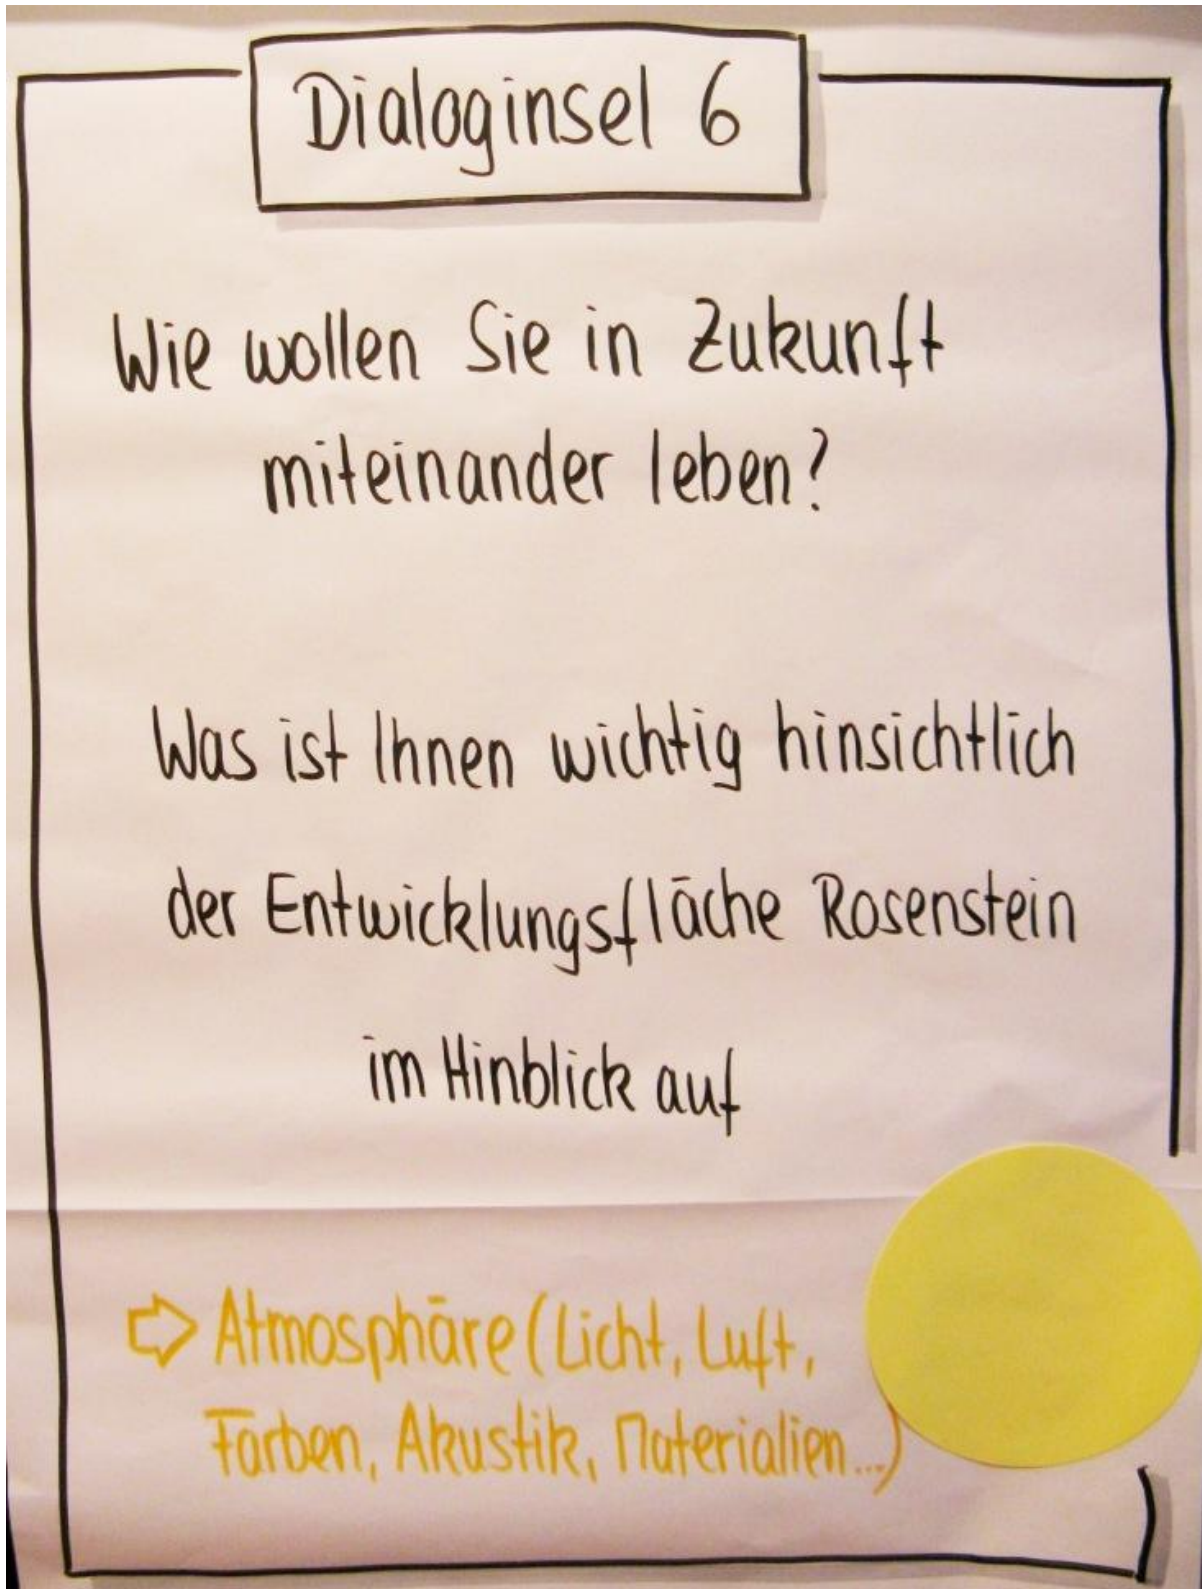 Dialoginsel 6
Wie wollen Sie in Zukunft
miteinander leben?
Was ist Ihnen wichtig hinsichtlich
der Entwicklungsfläche Rosenstein
im Hinblick auf
⇨ Atmosphäre (Licht, Luft,
Farben, Akustik, Materialien...)